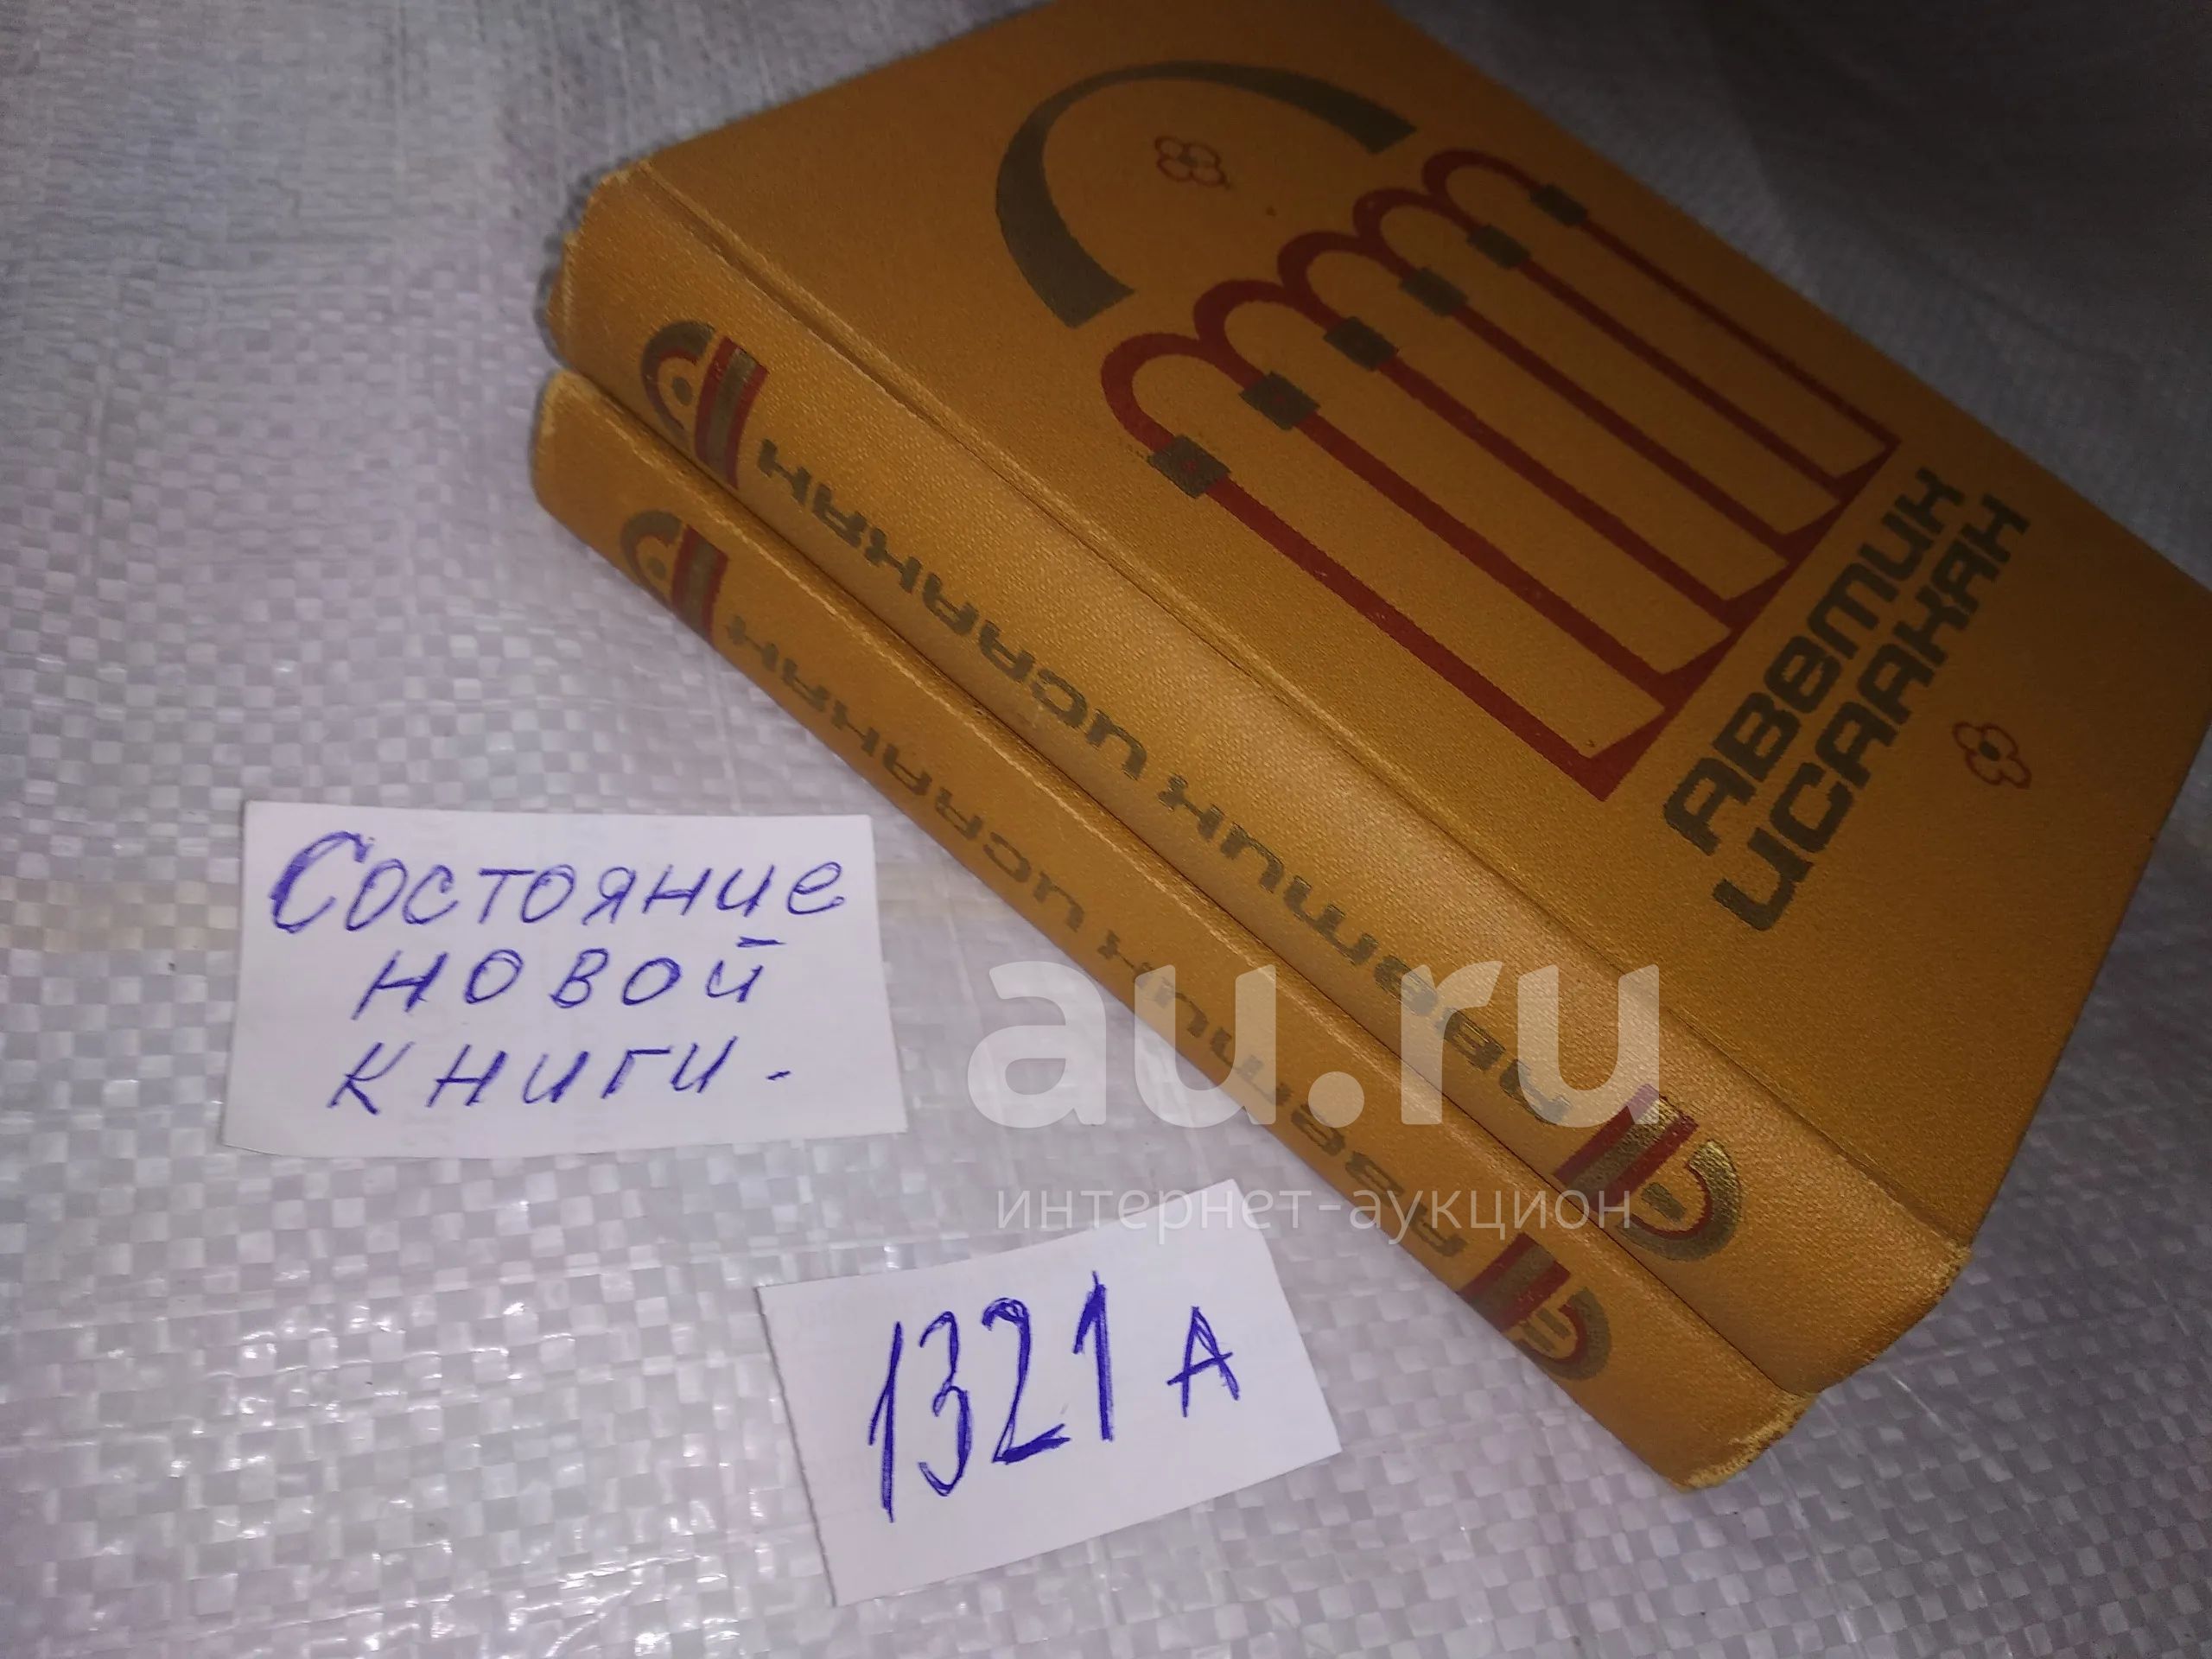 АВЕТИК
ИСААКЯН
АВЕТИК ИСААКЯН
АВЕТИК ИСААКЯН
Состояние
новой
книги.
au.ru
интернет-аукцион
1321 А